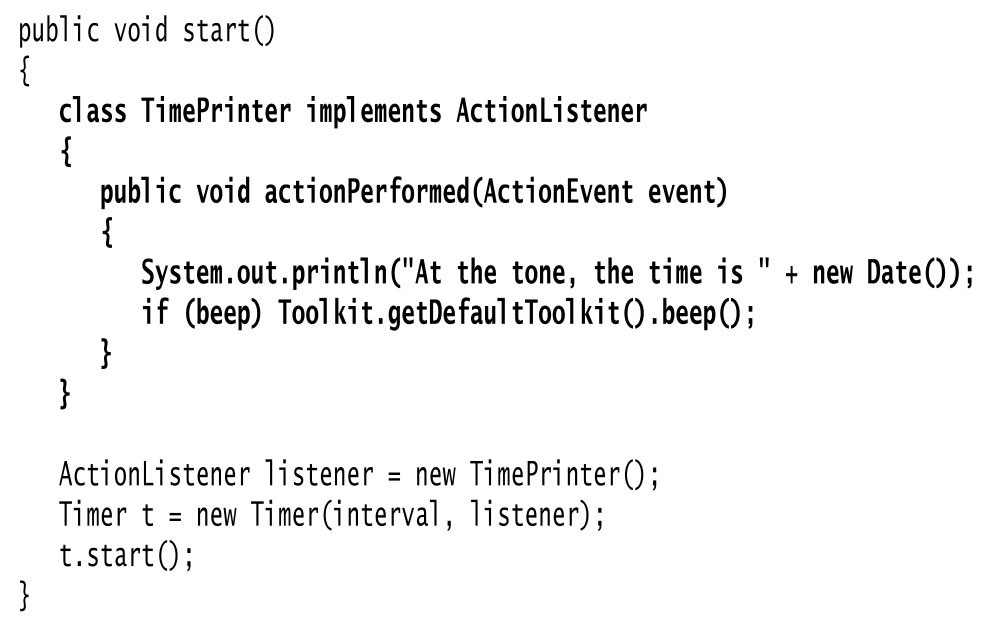 public void start()
{
   class TimePrinter implements ActionListener
   {
      public void actionPerformed(ActionEvent event)
      {
         System.out.println("At the tone, the time is " + new Date());
         if (beep) Toolkit.getDefaultToolkit().beep();
      }
   }

   ActionListener listener = new TimePrinter();
   Timer t = new Timer(interval, listener);
   t.start();
}